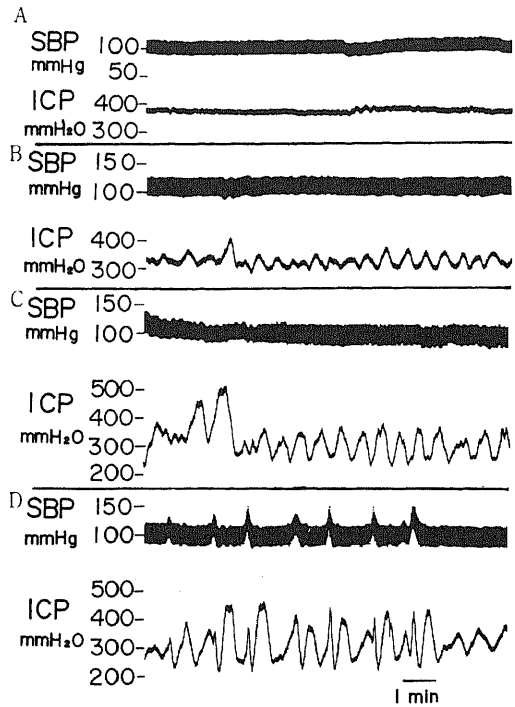 A
SBP 100
mmHg 50
ICP 400
mmH₂O 300
B
SBP 150
mmHg 100
ICP 400
mmH₂O 300
C
SBP 150
mmHg 100
500
ICP 400
mmH₂O 300
200
D
SBP 150
mmHg 100
500
ICP 400
mmH₂O 300
200
1 min